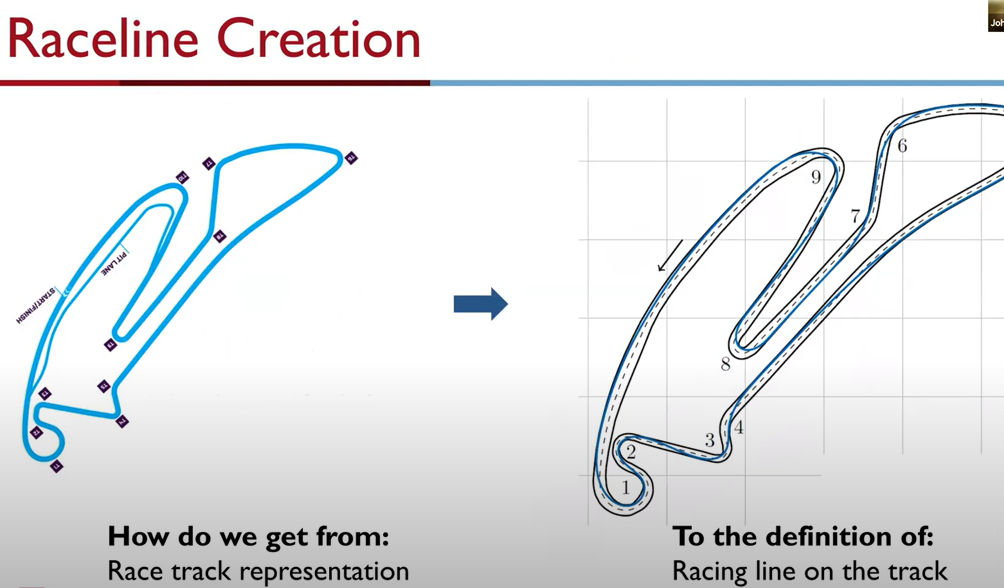 Raceline Creation
Joh
START/FINISH
PIT LANE
1
2
3
4
6
7
8
9
How do we get from:
Race track representation
To the definition of:
Racing line on the track